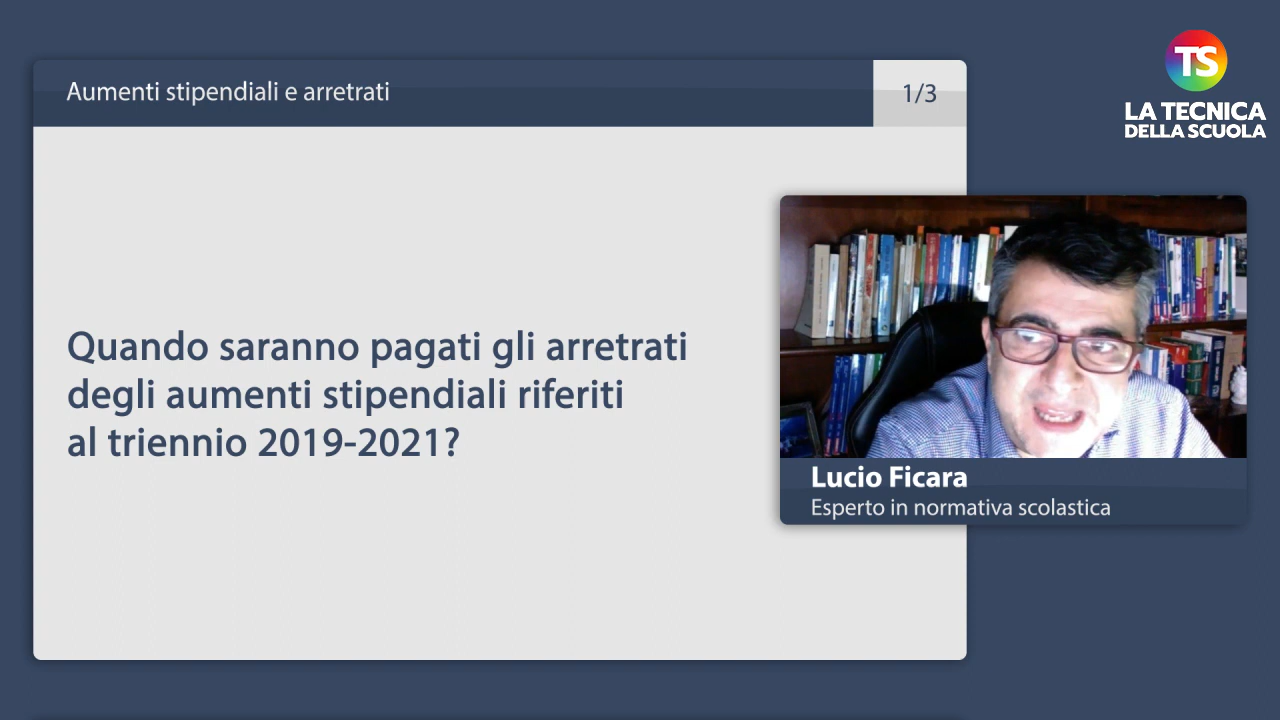 Aumenti stipendiali e arretrati
1/3
TS
LA TECNICA
DELLA SCUOLA
Quando saranno pagati gli arretrati
degli aumenti stipendiali riferiti
al triennio 2019-2021?
Lucio Ficara
Esperto in normativa scolastica